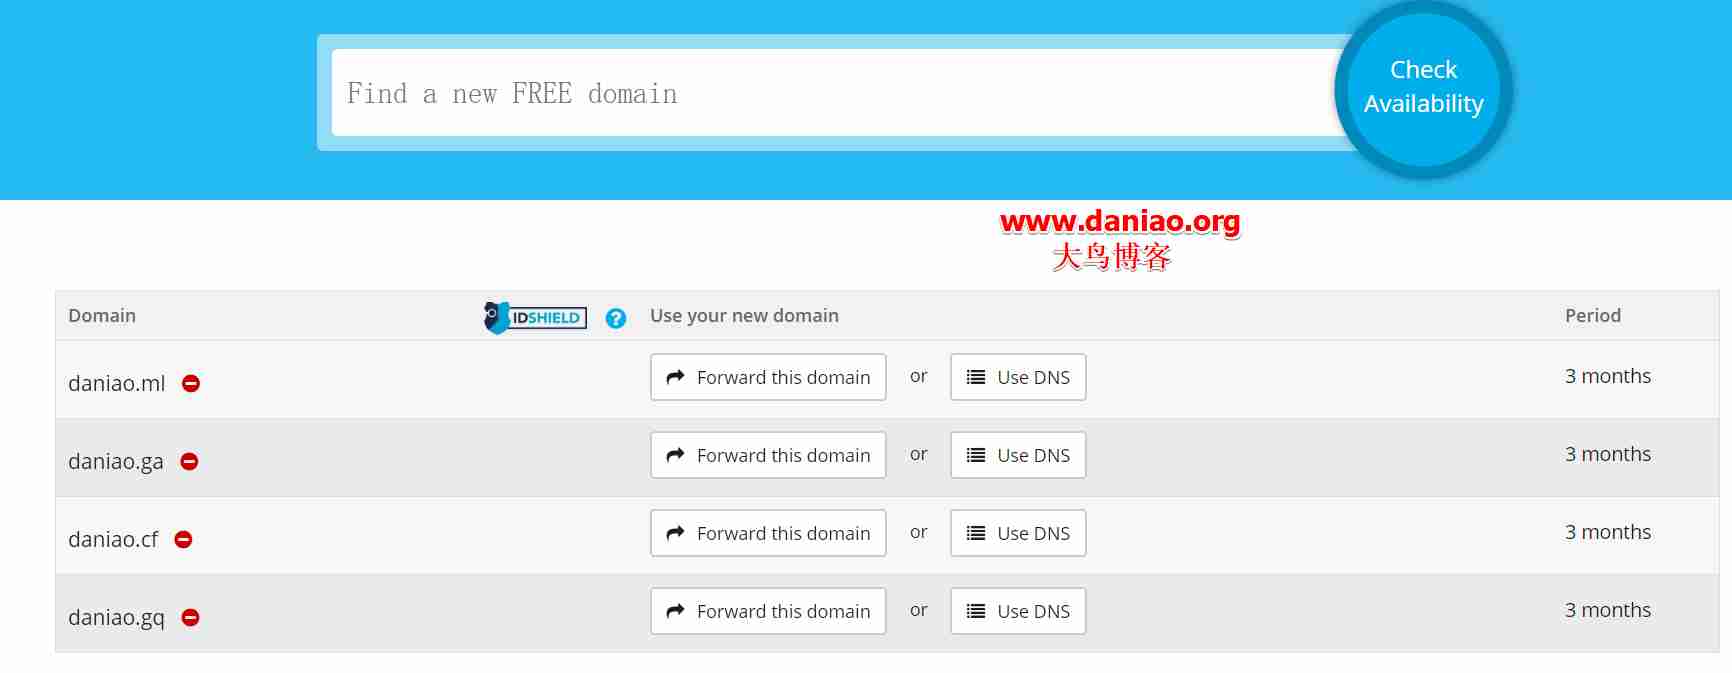 Find a new FREE domain
Check
Availability
www.daniao.org
大鸟博客
Domain IDSHIELD ? Use your new domain Period
daniao.ml Forward this domain or Use DNS 3 months
daniao.ga Forward this domain or Use DNS 3 months
daniao.cf Forward this domain or Use DNS 3 months
daniao.gq Forward this domain or Use DNS 3 months